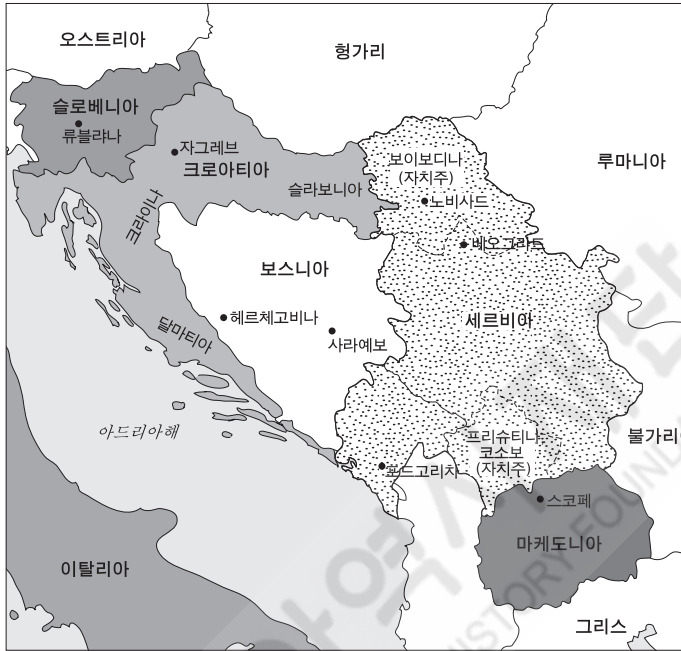 오스트리아
헝가리
슬로베니아
류블랴나
자그레브
크로아티아
슬라보니아
보이보디나
(자치주)
노비사드
루마니아
크라이나
베오그라드
보스니아
헤르체고비나
사라예보
세르비아
달마티아
아드리아해
프리슈티나
코소보
(자치주)
불가리아
포드고리차
스코페
마케도니아
이탈리아
그리스